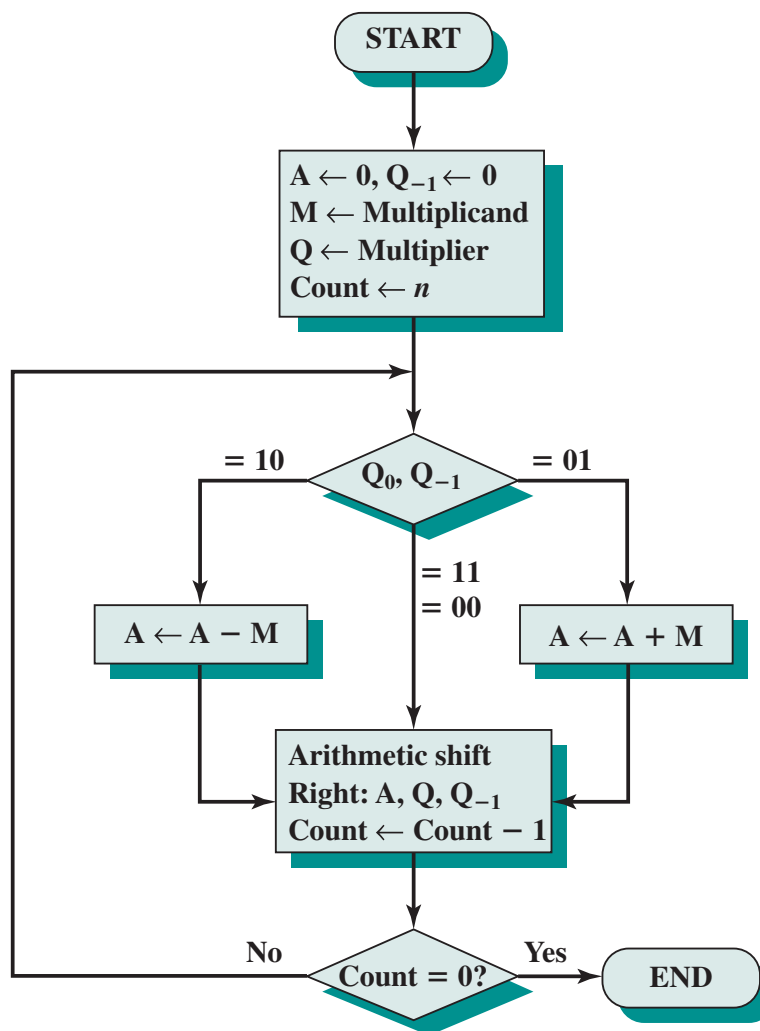 START
A ← 0, Q₋₁ ← 0
M ← Multiplicand
Q ← Multiplier
Count ← n
= 10
Q₀, Q₋₁
= 01
= 11
= 00
A ← A − M
A ← A + M
Arithmetic shift
Right: A, Q, Q₋₁
Count ← Count − 1
No
Count = 0?
Yes
END